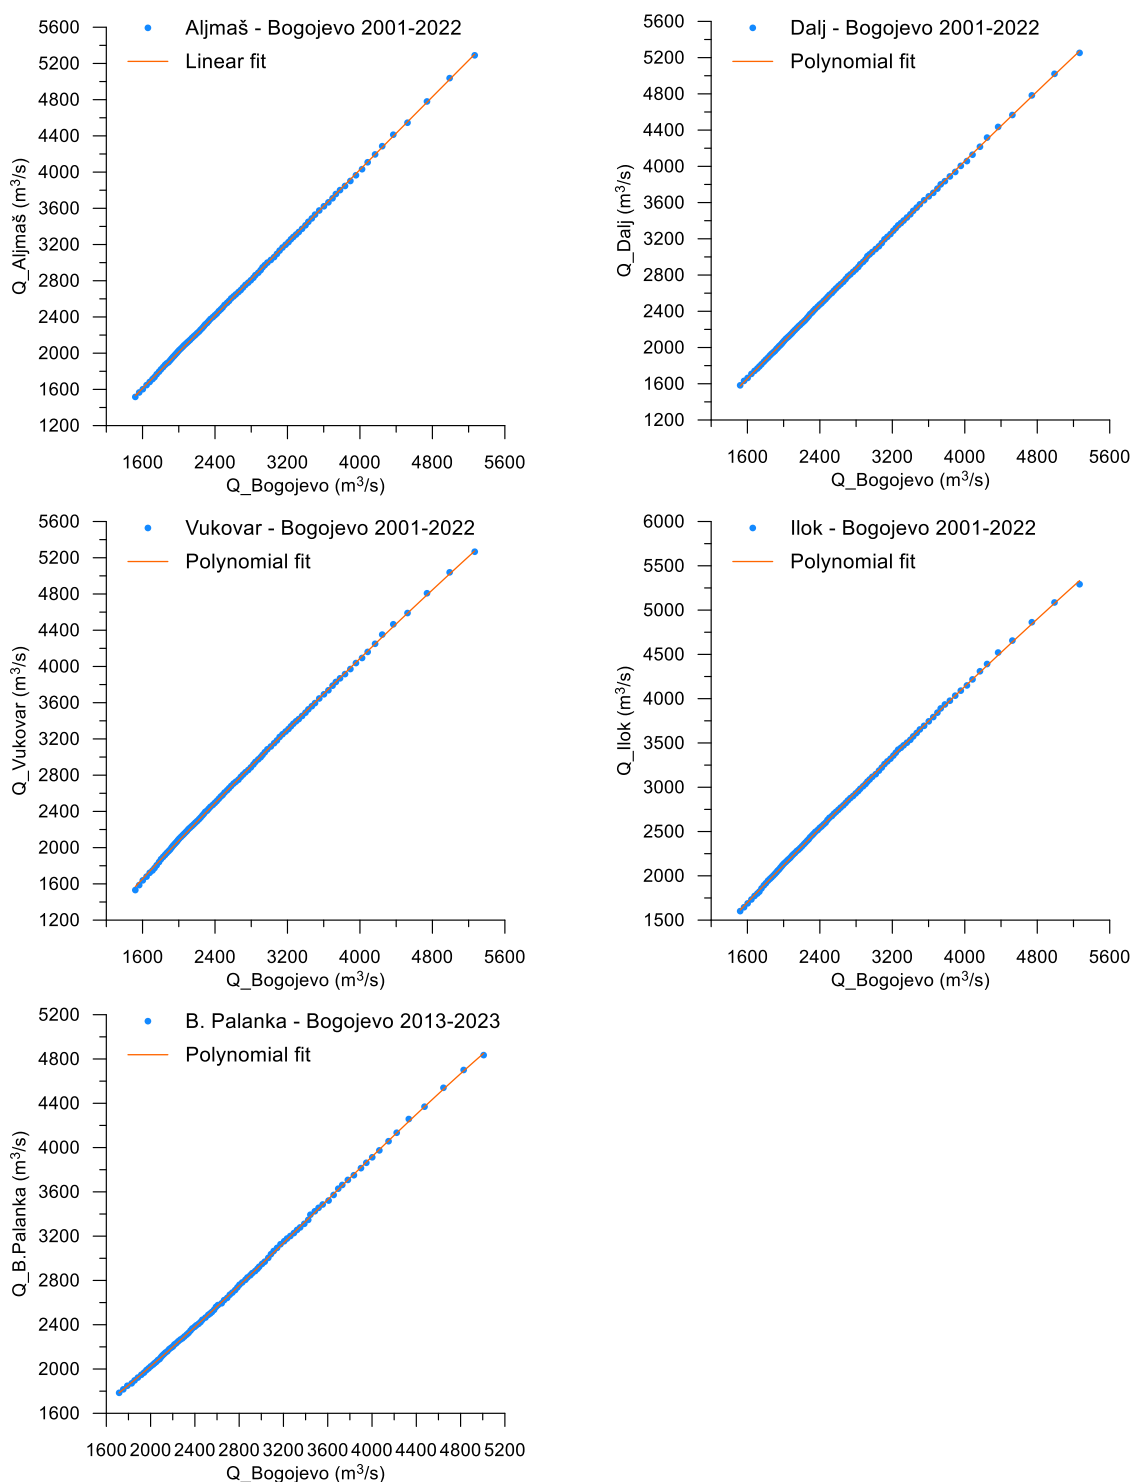 Aljmaš - Bogojevo 2001-2022
Linear fit
Q_Aljmaš (m³/s)
5600
5200
4800
4400
4000
3600
3200
2800
2400
2000
1600
1200
1600 2400 3200 4000 4800 5600
Q_Bogojevo (m³/s)
Dalj - Bogojevo 2001-2022
Polynomial fit
Q_Dalj (m³/s)
5600
5200
4800
4400
4000
3600
3200
2800
2400
2000
1600
1200
1600 2400 3200 4000 4800 5600
Q_Bogojevo (m³/s)
Vukovar - Bogojevo 2001-2022
Polynomial fit
Q_Vukovar (m³/s)
5600
5200
4800
4400
4000
3600
3200
2800
2400
2000
1600
1200
1600 2400 3200 4000 4800 5600
Q_Bogojevo (m³/s)
Ilok - Bogojevo 2001-2022
Polynomial fit
Q_Ilok (m³/s)
6000
5500
5000
4500
4000
3500
3000
2500
2000
1500
1600 2400 3200 4000 4800 5600
Q_Bogojevo (m³/s)
B. Palanka - Bogojevo 2013-2023
Polynomial fit
Q_B.Palanka (m³/s)
5200
4800
4400
4000
3600
3200
2800
2400
2000
1600
1600 2000 2400 2800 3200 3600 4000 4400 4800 5200
Q_Bogojevo (m³/s)